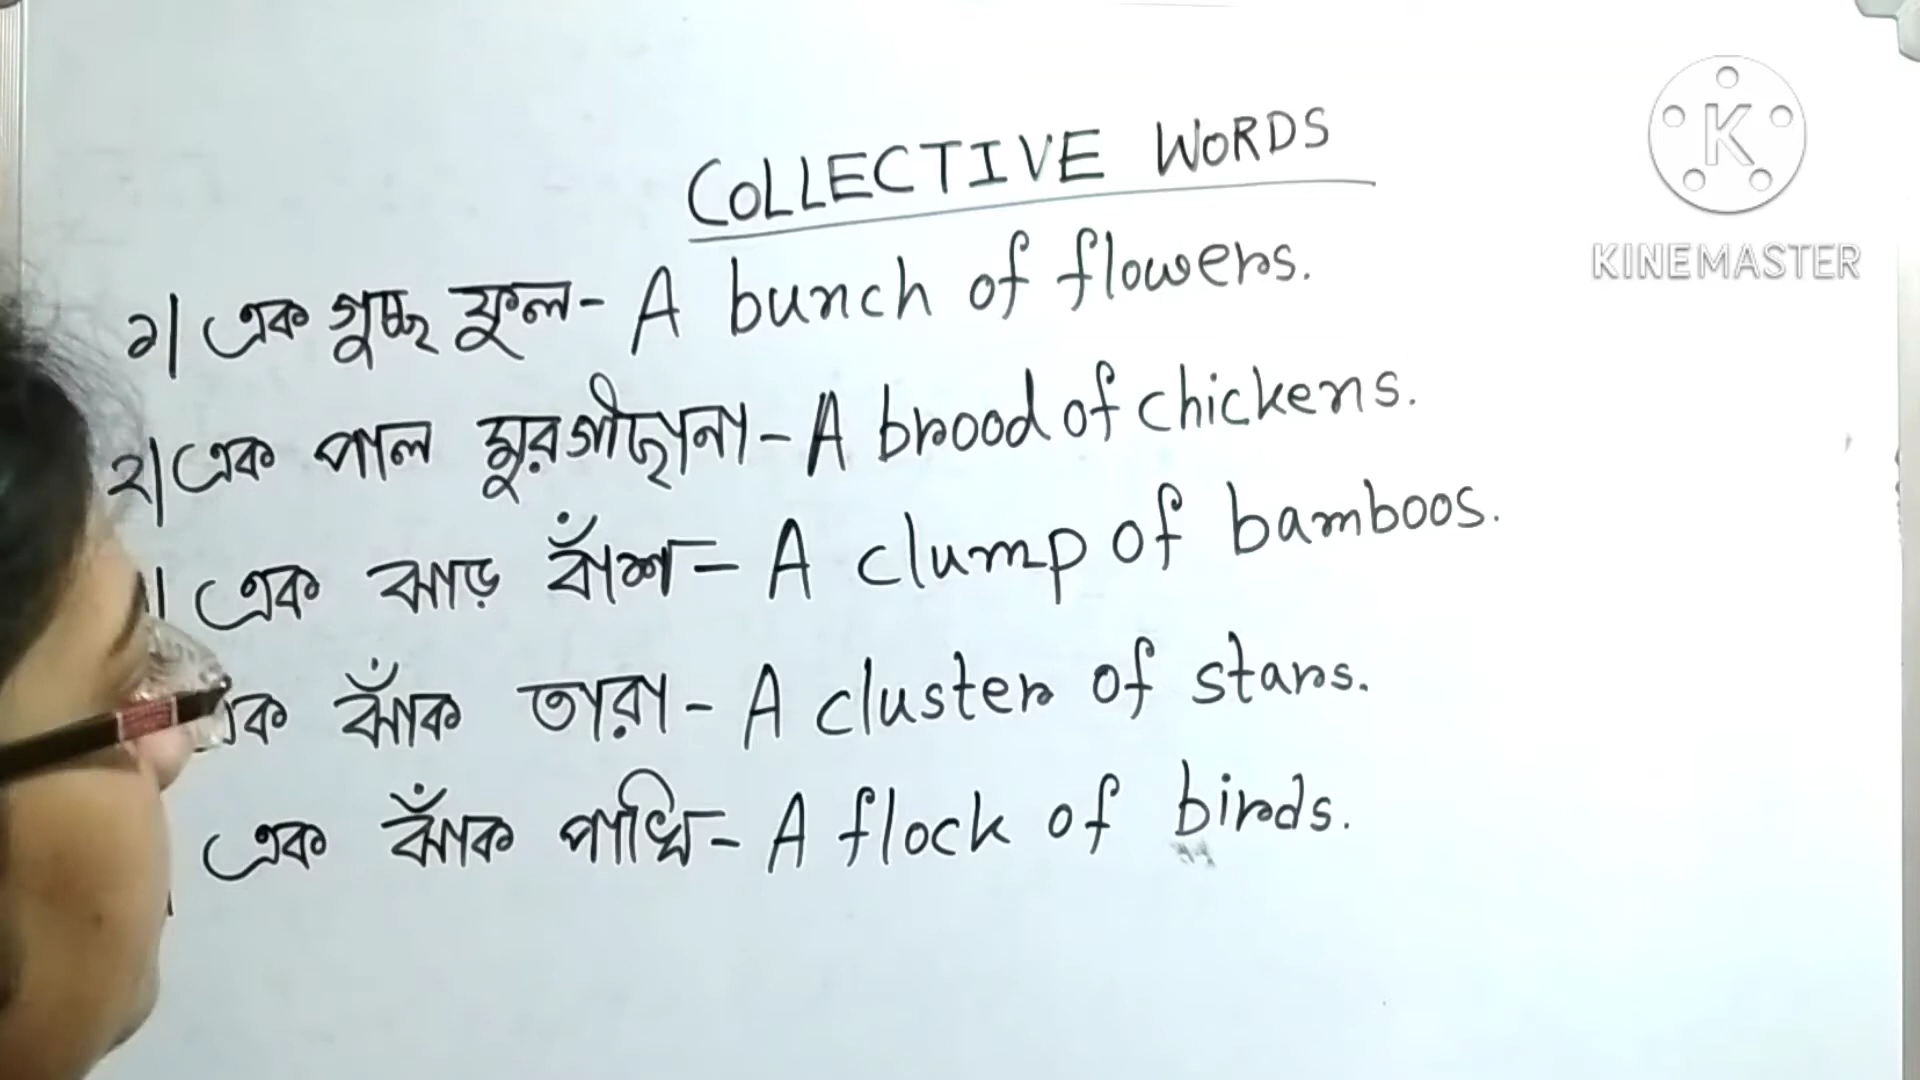 COLLECTIVE WORDS
KINEMASTER
১| এক গুচ্ছ ফুল- A bunch of flowers.
২| এক পাল মুরগীছানা- A brood of chickens.
| এক ঝাড় বাঁশ- A clump of bamboos.
ক ঝাঁক তারা- A cluster of stars.
এক ঝাঁক পাখি- A flock of birds.